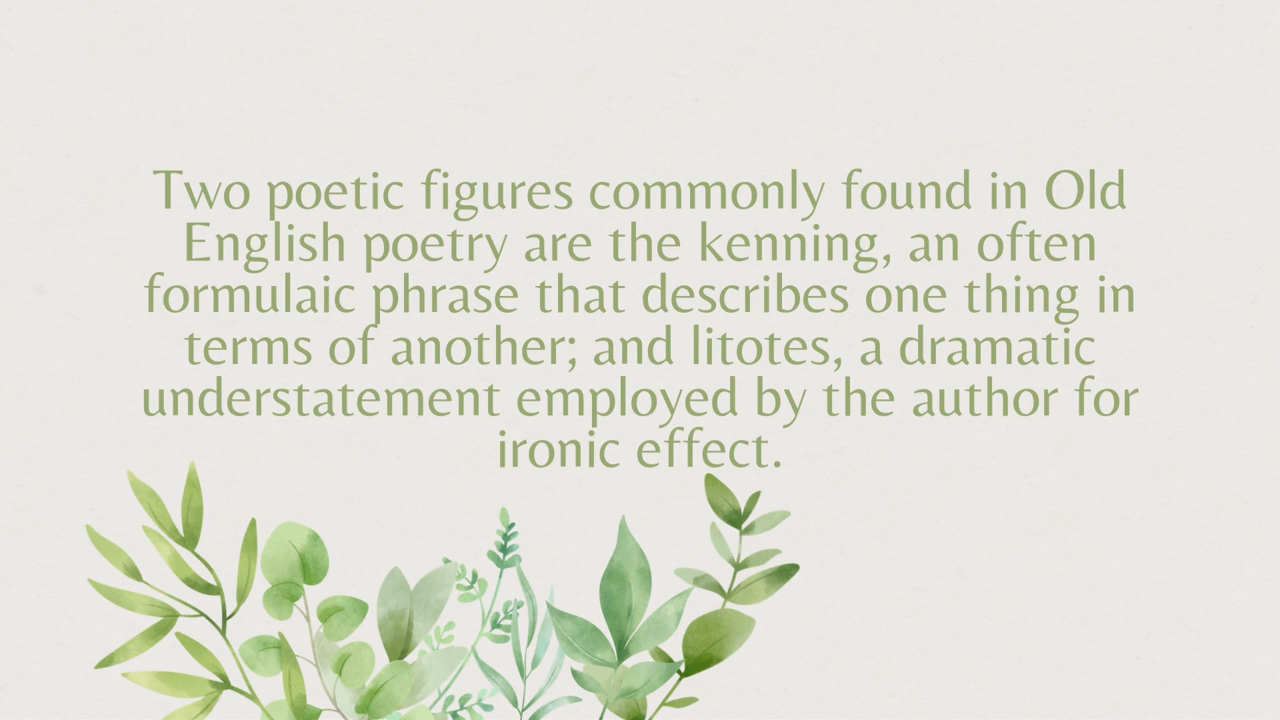 Two poetic figures commonly found in Old
English poetry are the kenning, an often
formulaic phrase that describes one thing in
terms of another; and litotes, a dramatic
understatement employed by the author for
ironic effect.